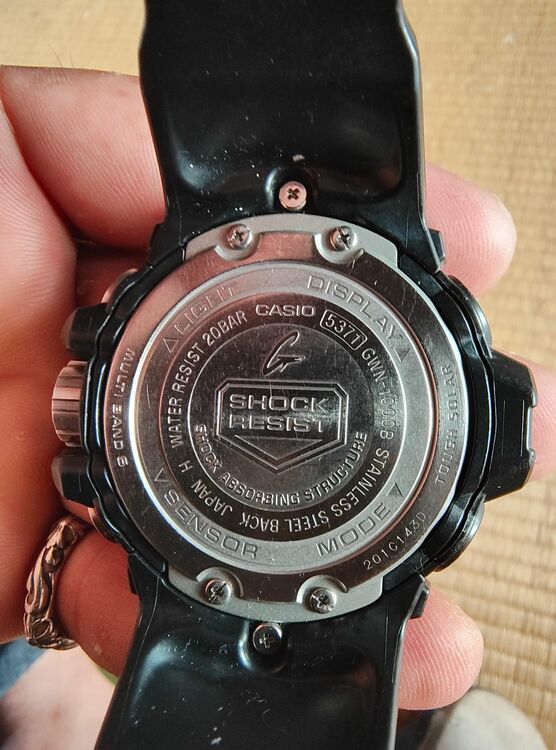 △LIGHT
DISPLAY△
CASIO
5371
GWN-1000B
STAINLESS STEEL BACK
JAPAN H
WATER RESIST 20BAR
G
SHOCK
RESIST
SHOCK ABSORBING STRUCTURE
▽SENSOR
MODE▽
MULTI BAND 6
TOUGH SOLAR
201C143D